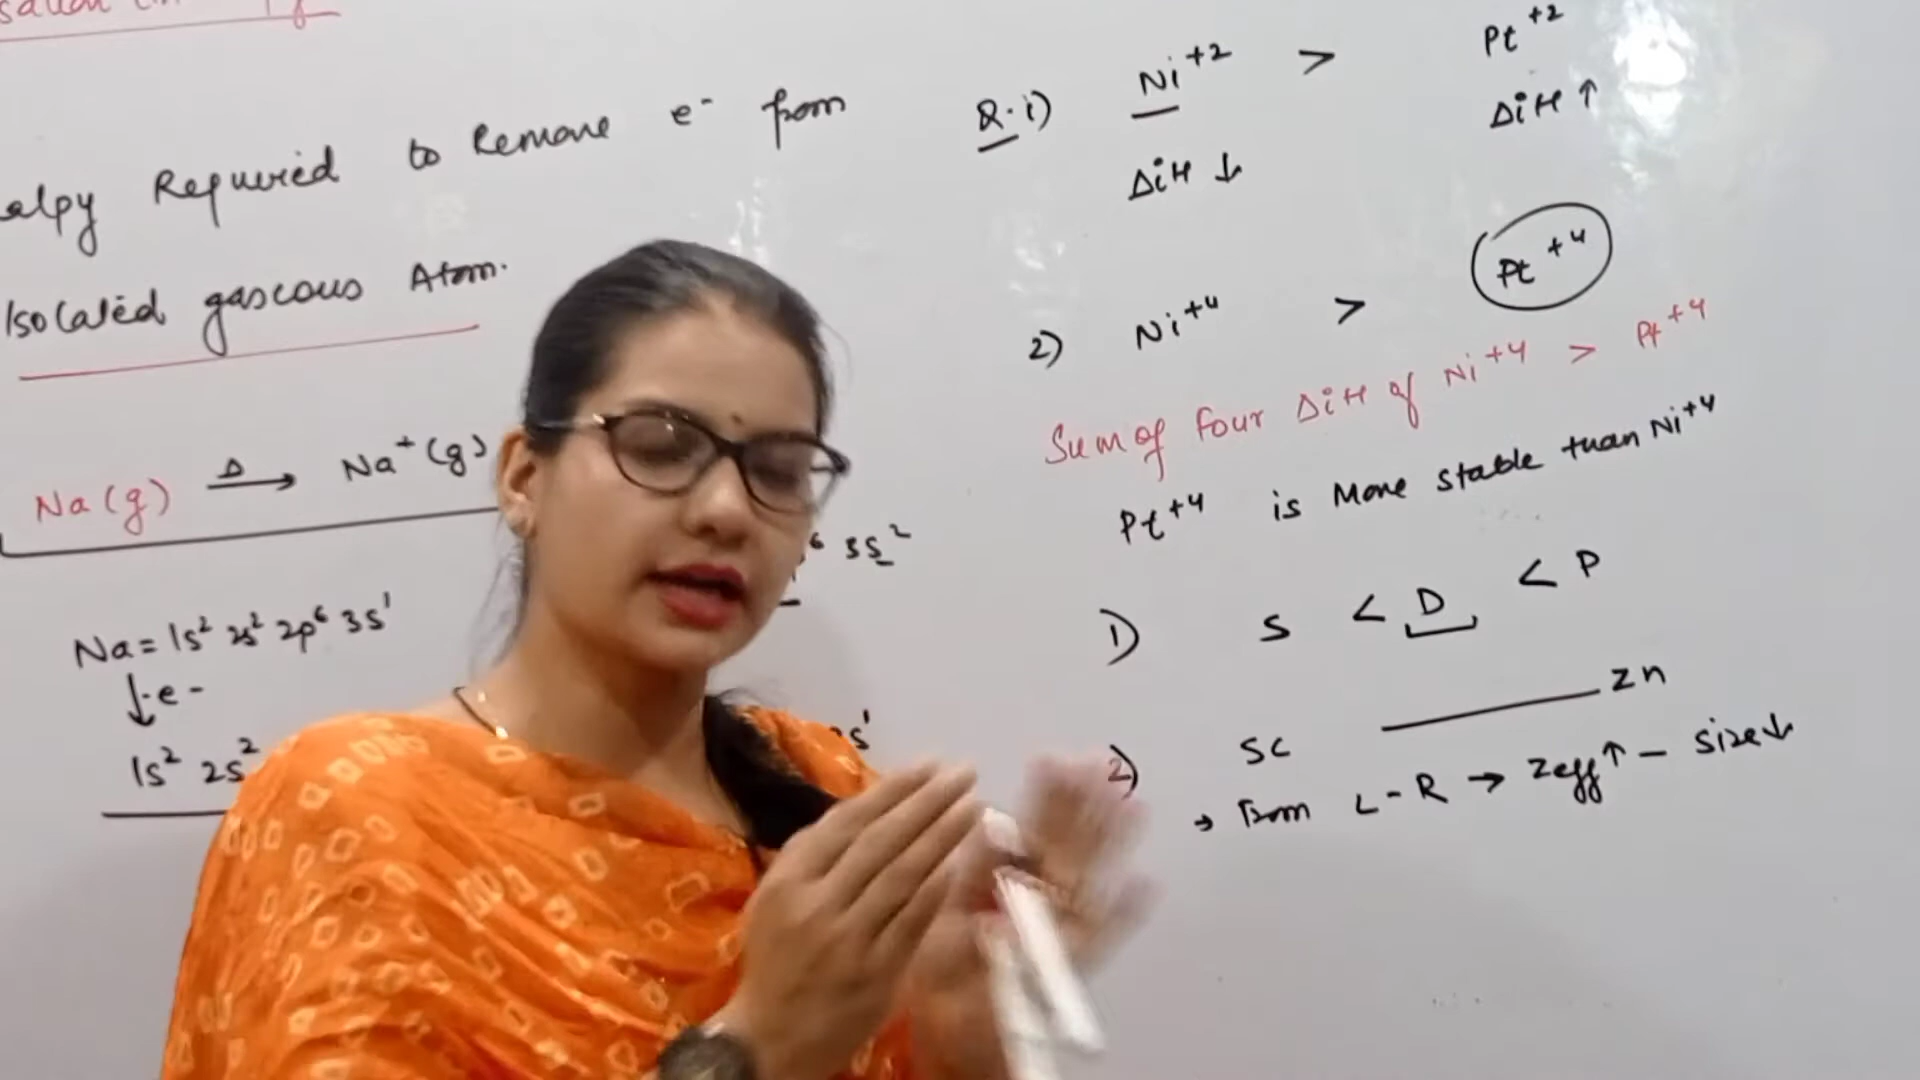 alpy Required to Remove e- from
Isolated gaseous Atom.
Na(g) Δ → Na+(g)
6 3s2
Na = 1s2 2s2 2p6 3s1
↓-e-
1s2 2s2
s1
Q.1) Ni+2 > Pt+2
ΔiH↓ ΔiH↑
2) Ni+4 > Pt+4
Sum of four ΔiH of Ni+4 > Pt+4
Pt+4 is More stable than Ni+4
1) S < D < P
2) Sc ——— Zn
→ From L-R → Zeff↑ - Size↓